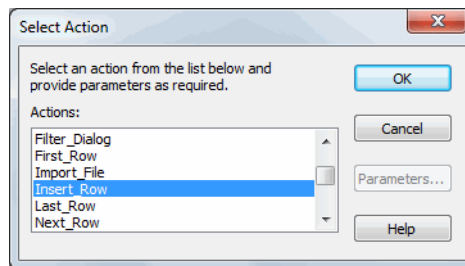 Select Action
Select an action from the list below and
provide parameters as required.
OK
Actions:
Cancel
Filter_Dialog
First_Row
Import_File
Insert_Row
Last_Row
Next_Row
Parameters...
Help